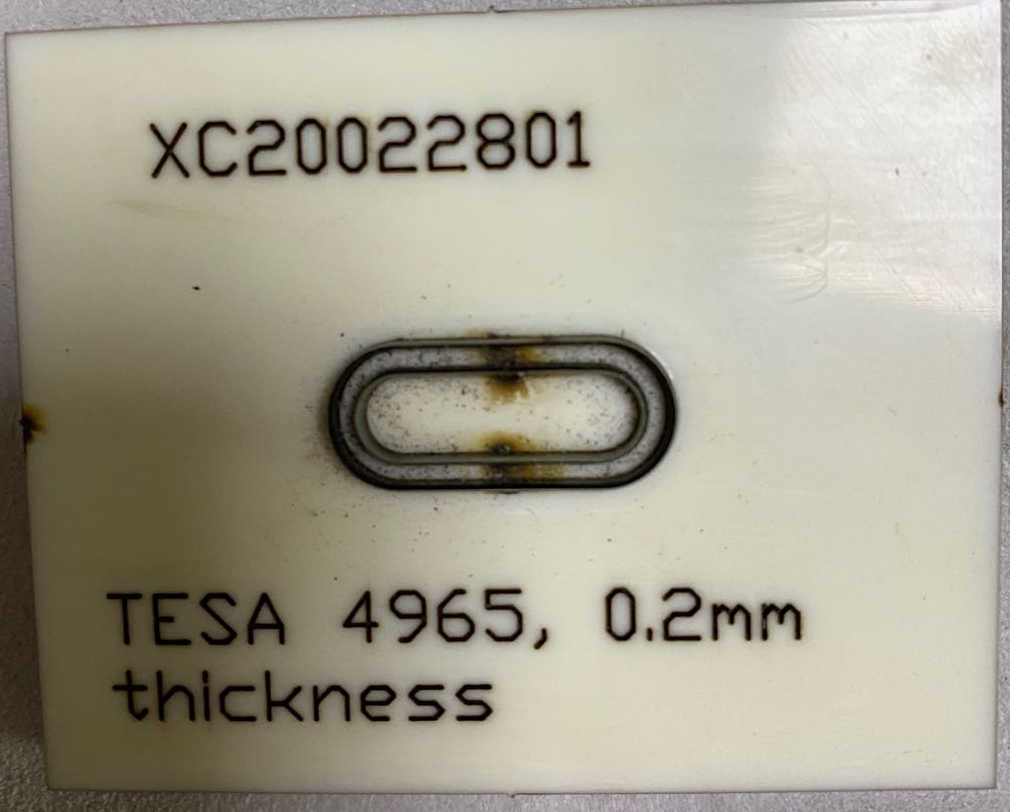 XC20022801
TESA 4965, 0.2mm
thickness